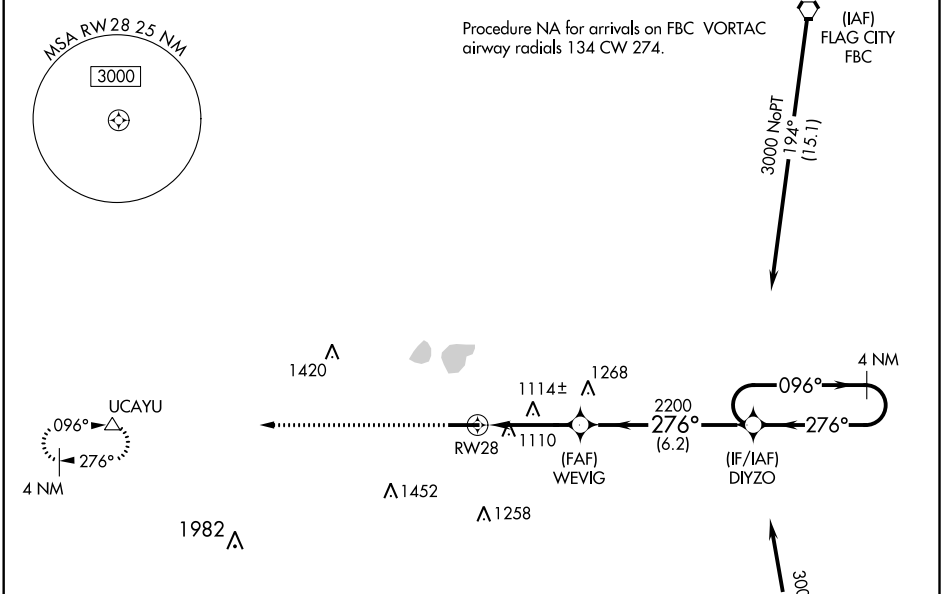 MSA RW 28 25 NM
3000
Procedure NA for arrivals on FBC VORTAC
airway radials 134 CW 274.
(IAF)
FLAG CITY
FBC
3000 NoPT
194°
(15.1)
1420
1114±
1268
4 NM
096°
UCAYU
096°
276°
4 NM
RW28
1110
2200
276°
(6.2)
276°
(FAF)
WEVIG
(IF/IAF)
DIYZO
1452
1258
1982